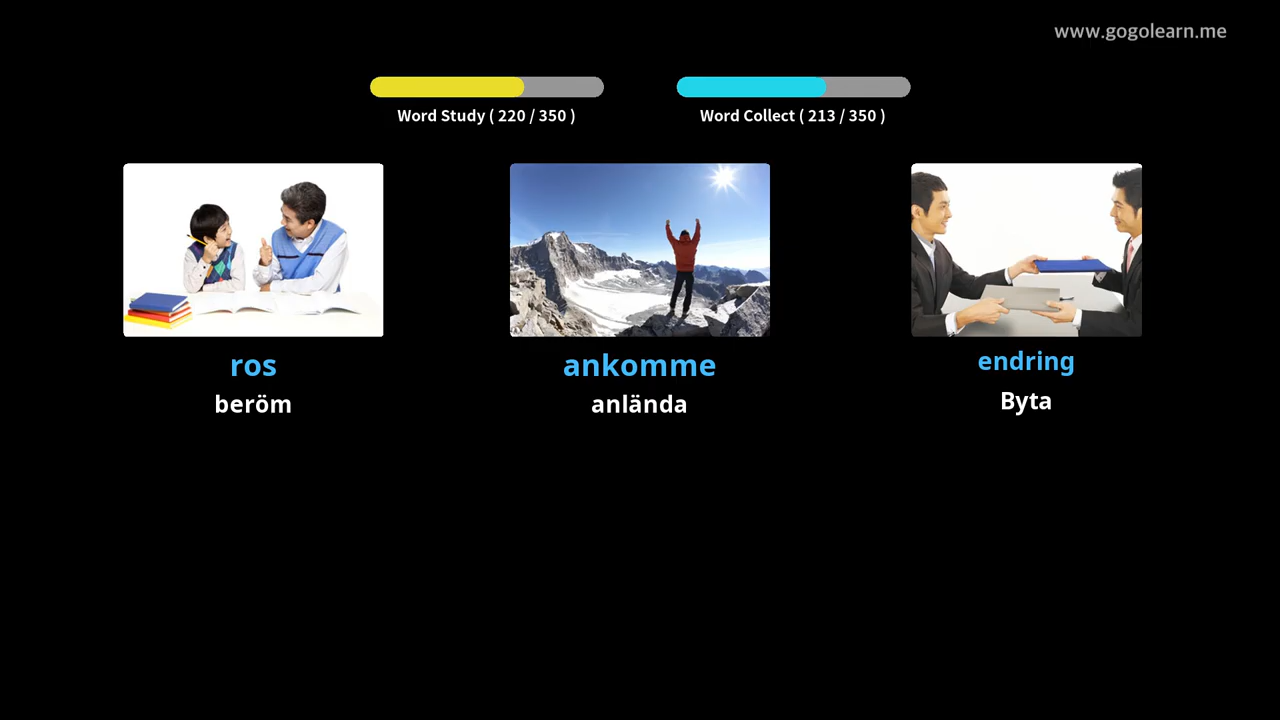 www.gogolearn.me
Word Study ( 220 / 350 )
Word Collect ( 213 / 350 )
ros
beröm
ankomme
anlända
endring
Byta